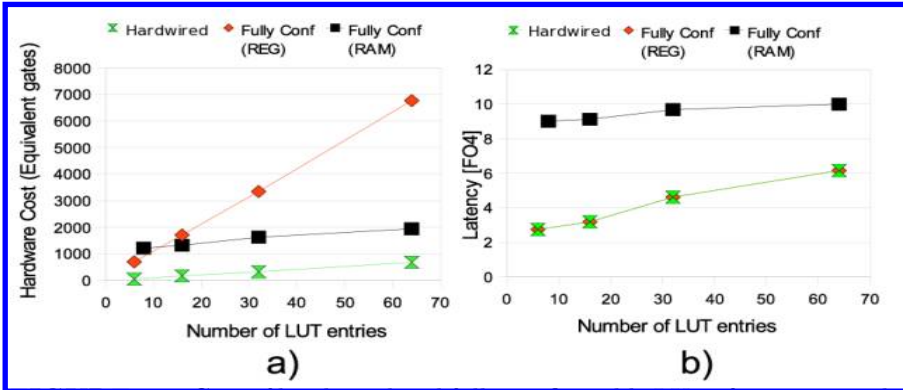 Hardwired Fully Conf (REG) Fully Conf (RAM)
Hardware Cost (Equivalent gates)
8000
7000
6000
5000
4000
3000
2000
1000
0
0 10 20 30 40 50 60 70
Number of LUT entries
a)
Hardwired Fully Conf (REG) Fully Conf (RAM)
Latency [FO4]
12
10
8
6
4
2
0
0 10 20 30 40 50 60 70
Number of LUT entries
b)